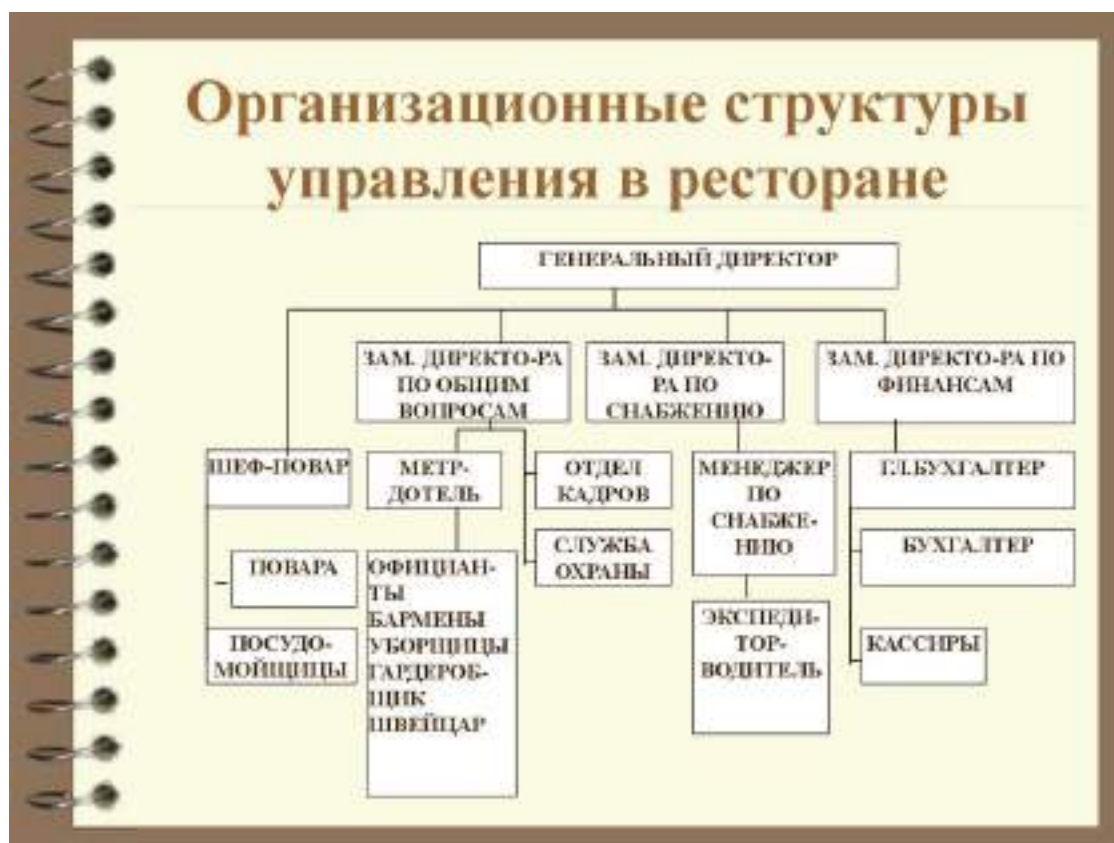 Организационные структуры
управления в ресторане
ГЕНЕРАЛЬНЫЙ ДИРЕКТОР
ЗАМ. ДИРЕКТО-РА
ПО ОБЩИМ
ВОПРОСАМ
ЗАМ. ДИРЕКТО-
РА ПО
СНАБЖЕНИЮ
ЗАМ. ДИРЕКТО-РА ПО
ФИНАНСАМ
ШЕФ-ПОВАР
МЕТР-
ДОТЕЛЬ
ОТДЕЛ
КАДРОВ
МЕНЕДЖЕР
ПО
СНАБЖЕ-
НИЮ
ГЛ.БУХГАЛТЕР
СЛУЖБА
ОХРАНЫ
БУХГАЛТЕР
ПОВАРА
ОФИЦИАН-
ТЫ
БАРМЕНЫ
УБОРЩИЦЫ
ГАРДЕРОБ-
ЩИК
ШВЕЙЦАР
ЭКСПЕДИ-
ТОР-
ВОДИТЕЛЬ
ПОСУДО-
МОЙЩИЦЫ
КАССИРЫ